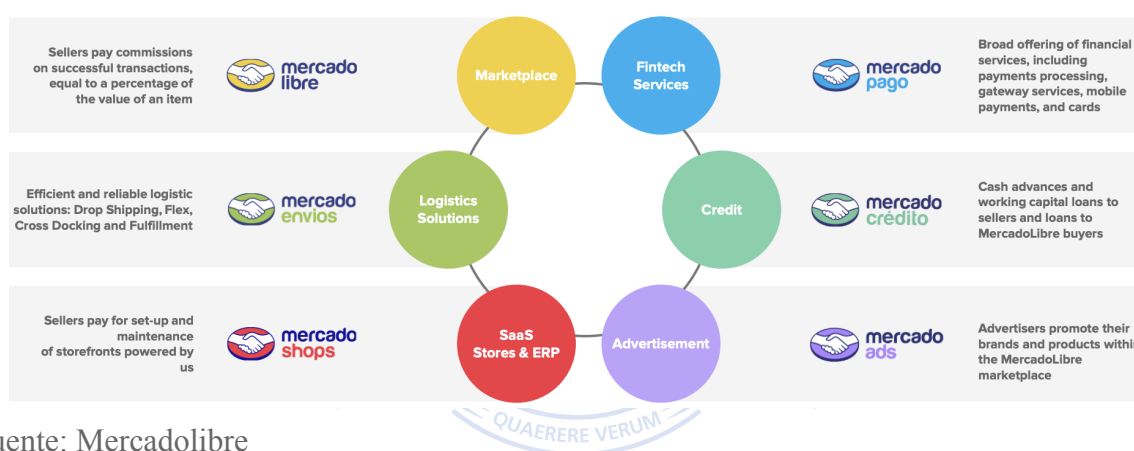 Sellers pay commissions
on successful transactions,
equal to a percentage of
the value of an item
mercado
libre
Marketplace
Fintech
Services
mercado
pago
Broad offering of financial
services, including
payments processing,
gateway services, mobile
payments, and cards
Efficient and reliable logistic
solutions: Drop Shipping, Flex,
Cross Docking and Fulfillment
mercado
envios
Logistics
Solutions
Credit
mercado
crédito
Cash advances and
working capital loans to
sellers and loans to
MercadoLibre buyers
Sellers pay for set-up and
maintenance
of storefronts powered by
us
mercado
shops
SaaS
Stores & ERP
Advertisement
mercado
ads
Advertisers promote their
brands and products within
the MercadoLibre
marketplace
QUAERERE VERUM
uente: Mercadolibre